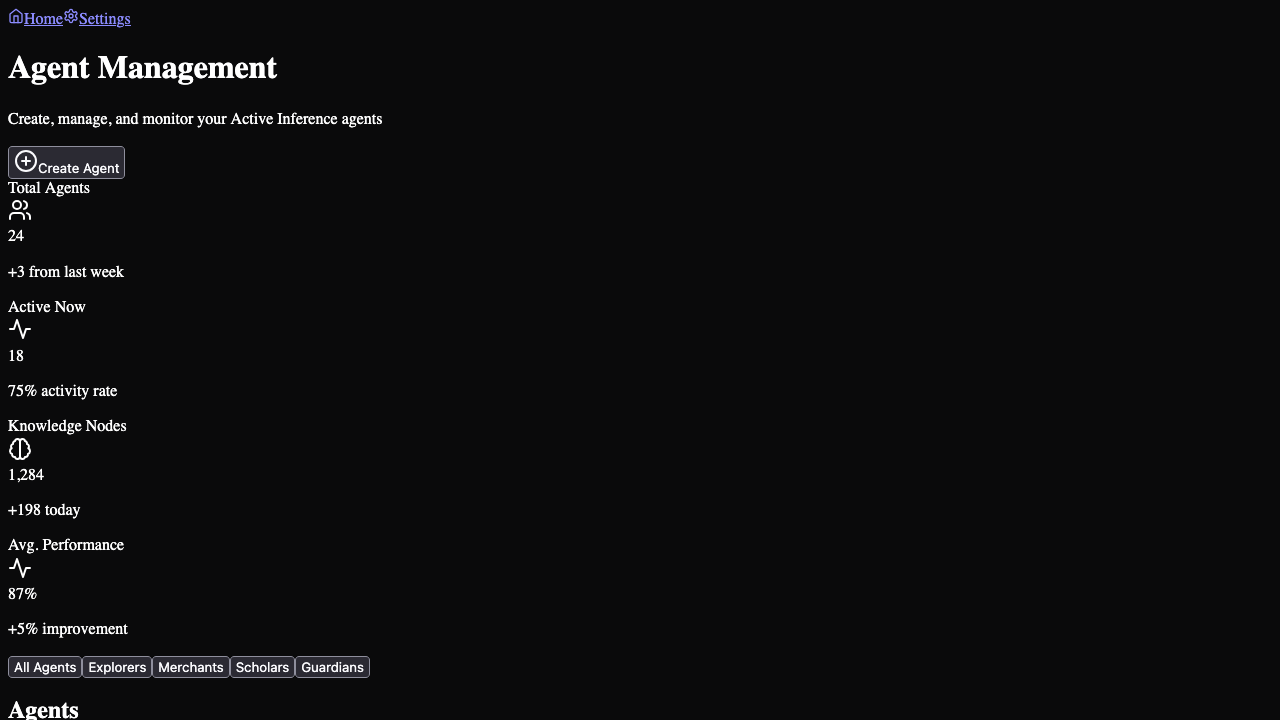 Home Settings
Agent Management
Create, manage, and monitor your Active Inference agents
Create Agent
Total Agents
24
+3 from last week
Active Now
18
75% activity rate
Knowledge Nodes
1,284
+198 today
Avg. Performance
87%
+5% improvement
All Agents Explorers Merchants Scholars Guardians
Agents